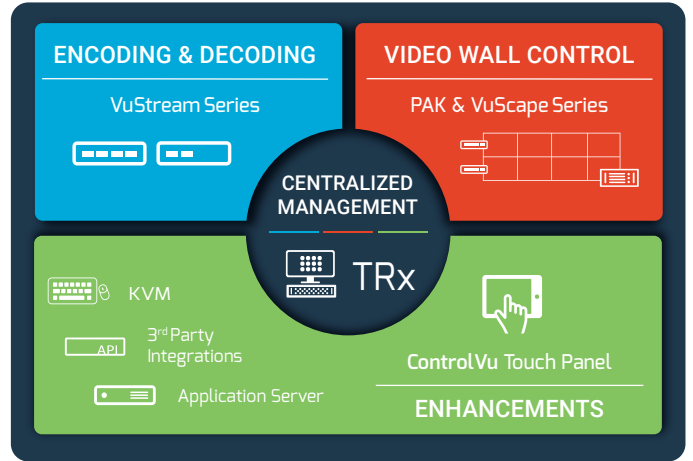 ENCODING & DECODING
VuStream Series
VIDEO WALL CONTROL
PAK & VuScape Series
CENTRALIZED
MANAGEMENT
TRx
KVM
API
3rd Party
Integrations
Application Server
ControlVu Touch Panel
ENHANCEMENTS